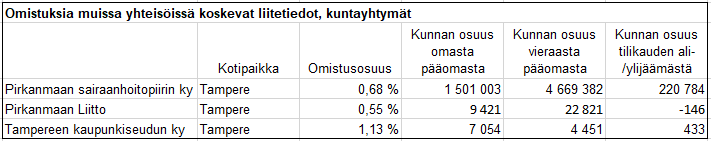 Omistuksia muissa yhteisöissä koskevat liitetiedot, kuntayhtymät
Kotipaikka Omistusosuus Kunnan osuus omasta pääomasta Kunnan osuus vieraasta pääomasta Kunnan osuus tilikauden ali-/ylijäämästä
Pirkanmaan sairaanhoitopiirin ky Tampere 0,68 % 1 501 003 4 669 382 220 784
Pirkanmaan Liitto Tampere 0,55 % 9 421 22 821 -146
Tampereen kaupunkiseudun ky Tampere 1,13 % 7 054 4 451 433